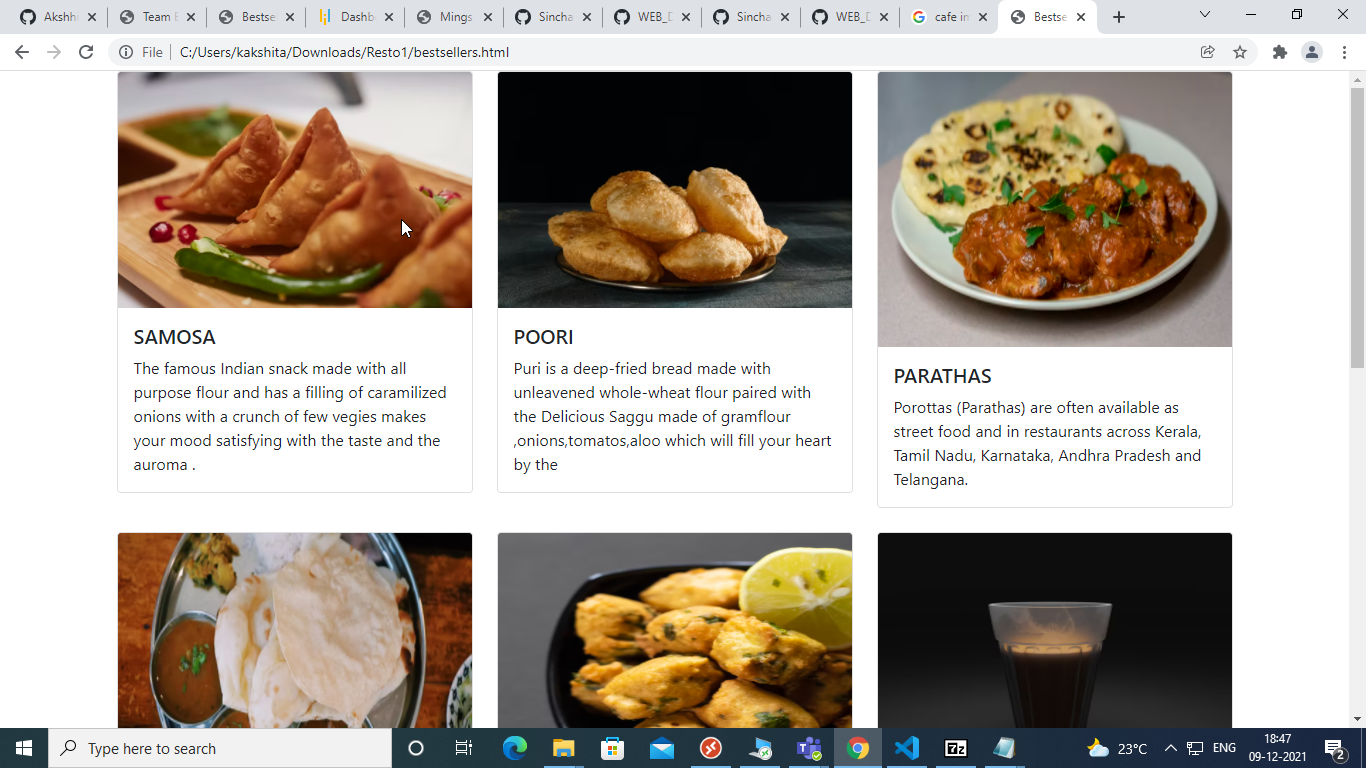 Akshhi
Team E
Bestse
Dashb
Mings
Sincha
WEB_D
Sincha
WEB_D
cafe in
Bestse
File
C:/Users/kakshita/Downloads/Resto1/bestsellers.html
SAMOSA
The famous Indian snack made with all
purpose flour and has a filling of caramilized
onions with a crunch of few vegies makes
your mood satisfying with the taste and the
auroma .
POORI
Puri is a deep-fried bread made with
unleavened whole-wheat flour paired with
the Delicious Saggu made of gramflour
,onions,tomatos,aloo which will fill your heart
by the
PARATHAS
Porottas (Parathas) are often available as
street food and in restaurants across Kerala,
Tamil Nadu, Karnataka, Andhra Pradesh and
Telangana.
Type here to search
7z
23°C
ENG
18:47
09-12-2021
2